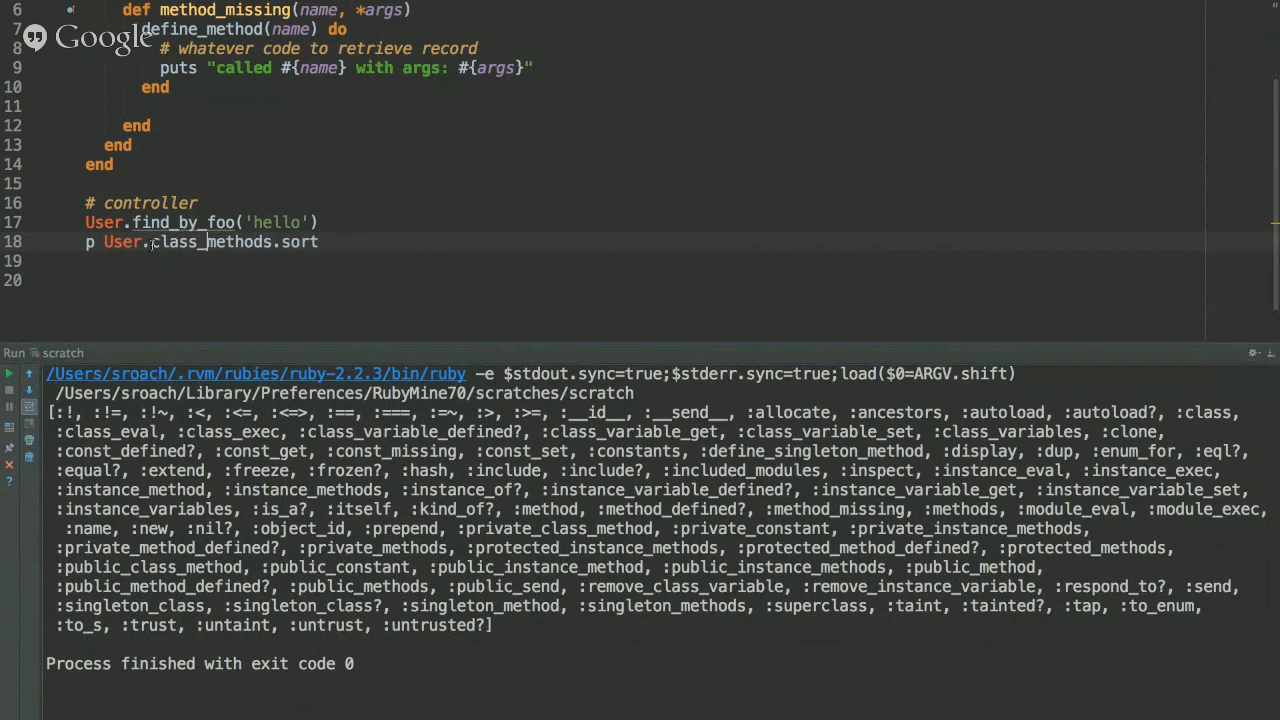 6 def method_missing(name, *args)
7 define_method(name) do
Google
8 # whatever code to retrieve record
9 puts "called #{name} with args: #{args}"
10 end
11
12 end
13 end
14 end
15
16 # controller
17 User.find_by_foo('hello')
18 p User.class_methods.sort
19
20
Run scratch
/Users/sroach/.rvm/rubies/ruby-2.2.3/bin/ruby -e $stdout.sync=true;$stderr.sync=true;load($0=ARGV.shift)
/Users/sroach/Library/Preferences/RubyMine70/scratches/scratch
[:!, :!=, :!~, :<, :<=, :<=>, :==, :===, :=~, :>, :>=, :__id__, :__send__, :allocate, :ancestors, :autoload, :autoload?, :class,
:class_eval, :class_exec, :class_variable_defined?, :class_variable_get, :class_variable_set, :class_variables, :clone,
:const_defined?, :const_get, :const_missing, :const_set, :constants, :define_singleton_method, :display, :dup, :enum_for, :eql?,
:equal?, :extend, :freeze, :frozen?, :hash, :include, :include?, :included_modules, :inspect, :instance_eval, :instance_exec,
:instance_method, :instance_methods, :instance_of?, :instance_variable_defined?, :instance_variable_get, :instance_variable_set,
:instance_variables, :is_a?, :itself, :kind_of?, :method, :method_defined?, :method_missing, :methods, :module_eval, :module_exec,
:name, :new, :nil?, :object_id, :prepend, :private_class_method, :private_constant, :private_instance_methods,
:private_method_defined?, :private_methods, :protected_instance_methods, :protected_method_defined?, :protected_methods,
:public_class_method, :public_constant, :public_instance_method, :public_instance_methods, :public_method,
:public_method_defined?, :public_methods, :public_send, :remove_class_variable, :remove_instance_variable, :respond_to?, :send,
:singleton_class, :singleton_class?, :singleton_method, :singleton_methods, :superclass, :taint, :tainted?, :tap, :to_enum,
:to_s, :trust, :untaint, :untrust, :untrusted?]
Process finished with exit code 0